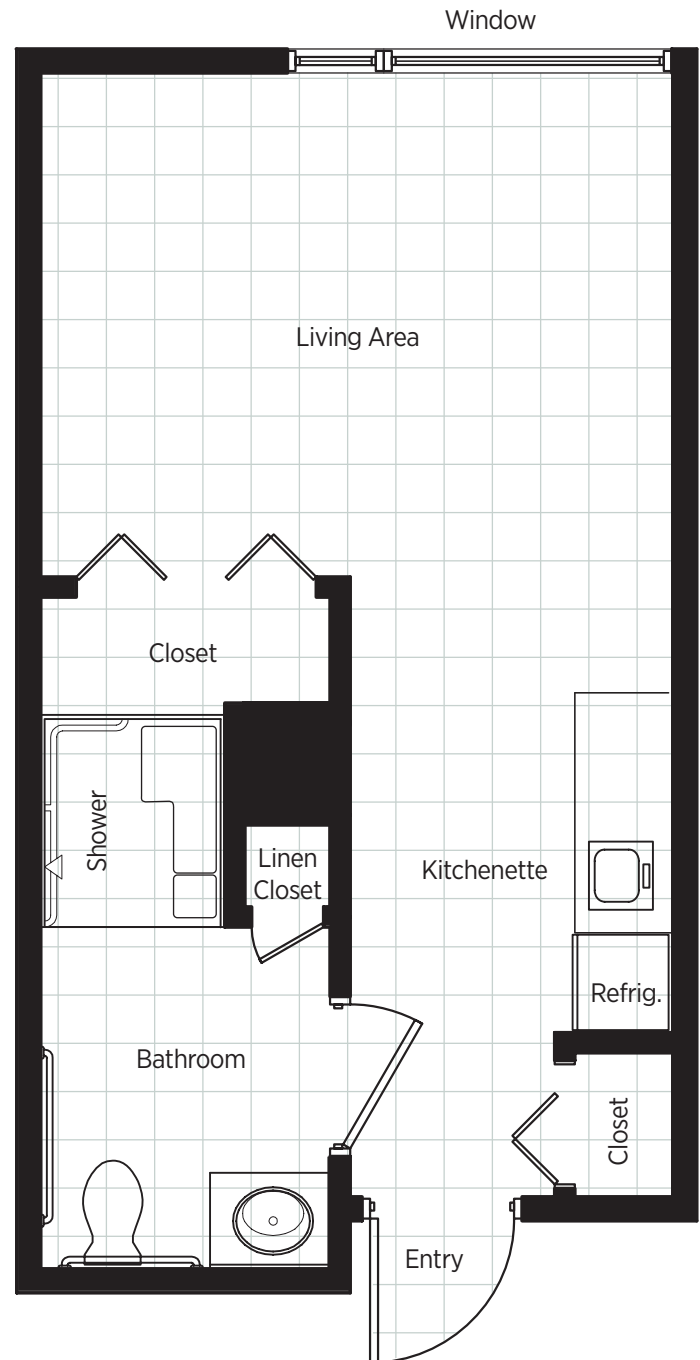 Window
Living Area
Closet
Shower
Linen
Closet
Kitchenette
Refrig.
Bathroom
Closet
Entry